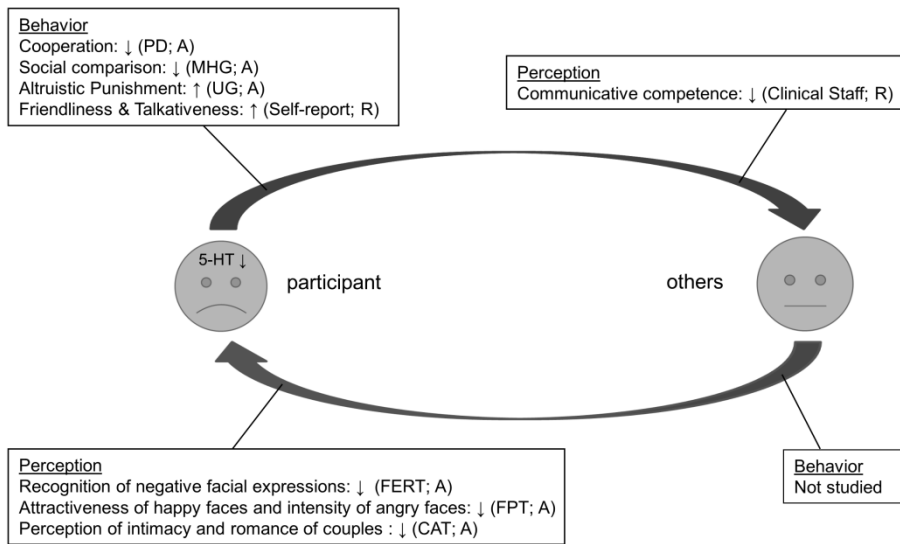 Behavior
Cooperation: ↓ (PD; A)
Social comparison: ↓ (MHG; A)
Altruistic Punishment: ↑ (UG; A)
Friendliness & Talkativeness: ↑ (Self-report; R)
Perception
Communicative competence: ↓ (Clinical Staff; R)
5-HT ↓
participant
others
Perception
Recognition of negative facial expressions: ↓ (FERT; A)
Attractiveness of happy faces and intensity of angry faces: ↓ (FPT; A)
Perception of intimacy and romance of couples : ↓ (CAT; A)
Behavior
Not studied